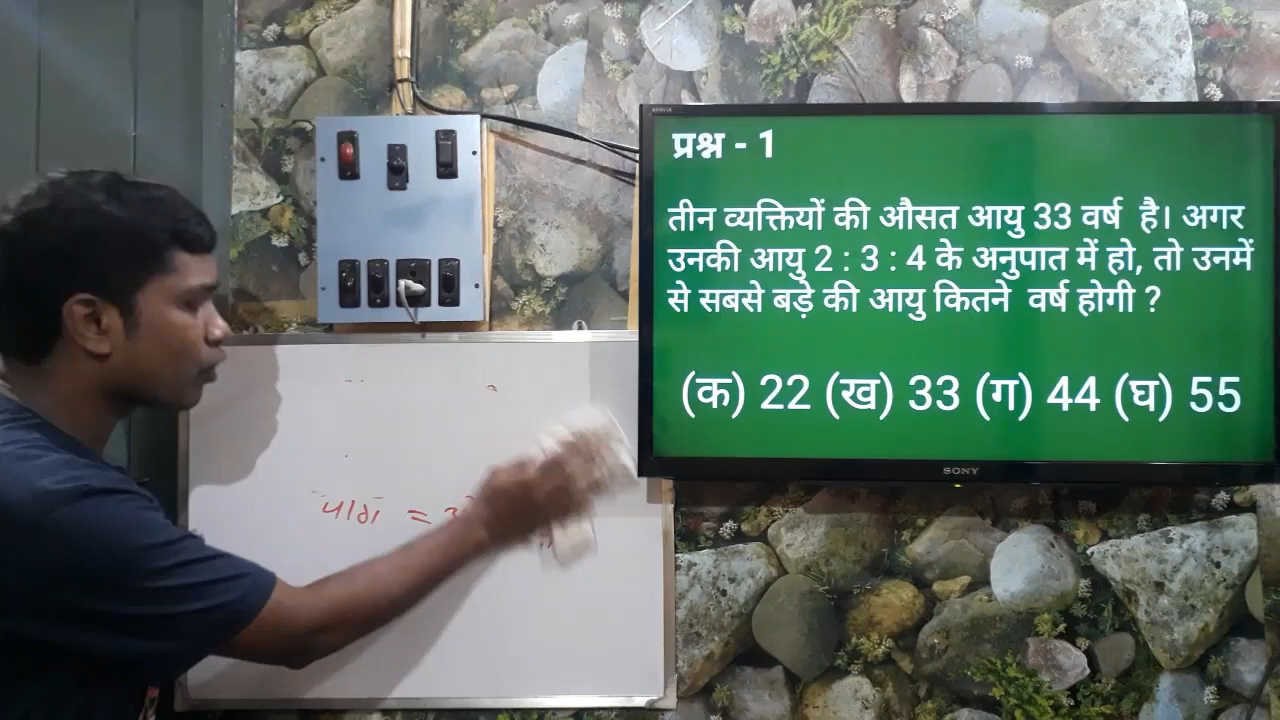 प्रश्न - 1
तीन व्यक्तियों की औसत आयु 33 वर्ष है। अगर
उनकी आयु 2 : 3 : 4 के अनुपात में हो, तो उनमें
से सबसे बड़े की आयु कितने वर्ष होगी ?
(क) 22 (ख) 33 (ग) 44 (घ) 55
SONY